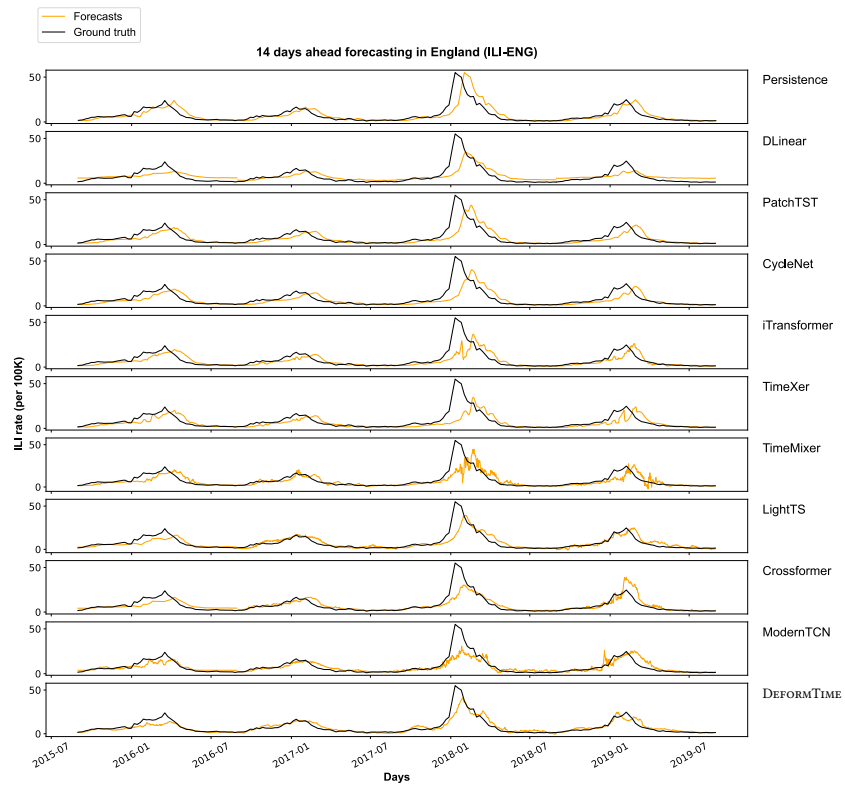 Forecasts
Ground truth
14 days ahead forecasting in England (ILI-ENG)
50
0
Persistence
50
0
DLinear
50
0
PatchTST
50
0
CycleNet
50
0
iTransformer
50
0
TimeXer
50
0
TimeMixer
50
0
LightTS
50
0
Crossformer
50
0
ModernTCN
50
0
DEFORMTIME
ILI rate (per 100K)
2015-07
2016-01
2016-07
2017-01
2017-07
2018-01
2018-07
2019-01
2019-07
Days